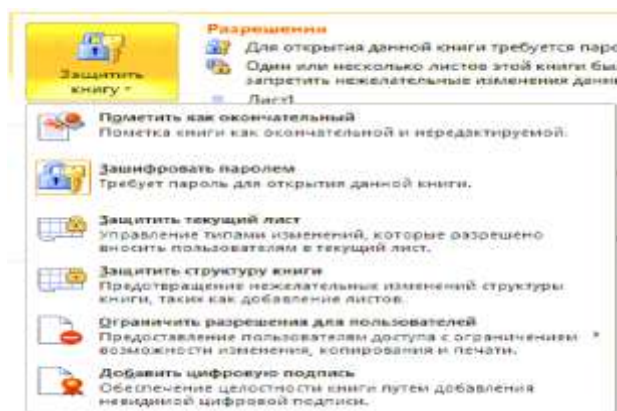 Разрешения
Для открытия данной книги требуется паро
Один или несколько листов этой книги бы
запретить нежелательные изменения данн
Лист1
Защитить
книгу
Пометить как окончательный
Пометка книги как окончательной и нередактируемой.
Зашифровать паролем
Требует пароль для открытия данной книги.
Защитить текущий лист
Управление типами изменений, которые разрешено
вносить пользователям в текущий лист.
Защитить структуру книги
Предотвращение нежелательных изменений структуры
книги, таких как добавление листов.
Ограничить разрешения для пользователей
Предоставление пользователям доступа с ограничением
возможности изменения, копирования и печати.
Добавить цифровую подпись
Обеспечение целостности книги путем добавления
невидимой цифровой подписи.